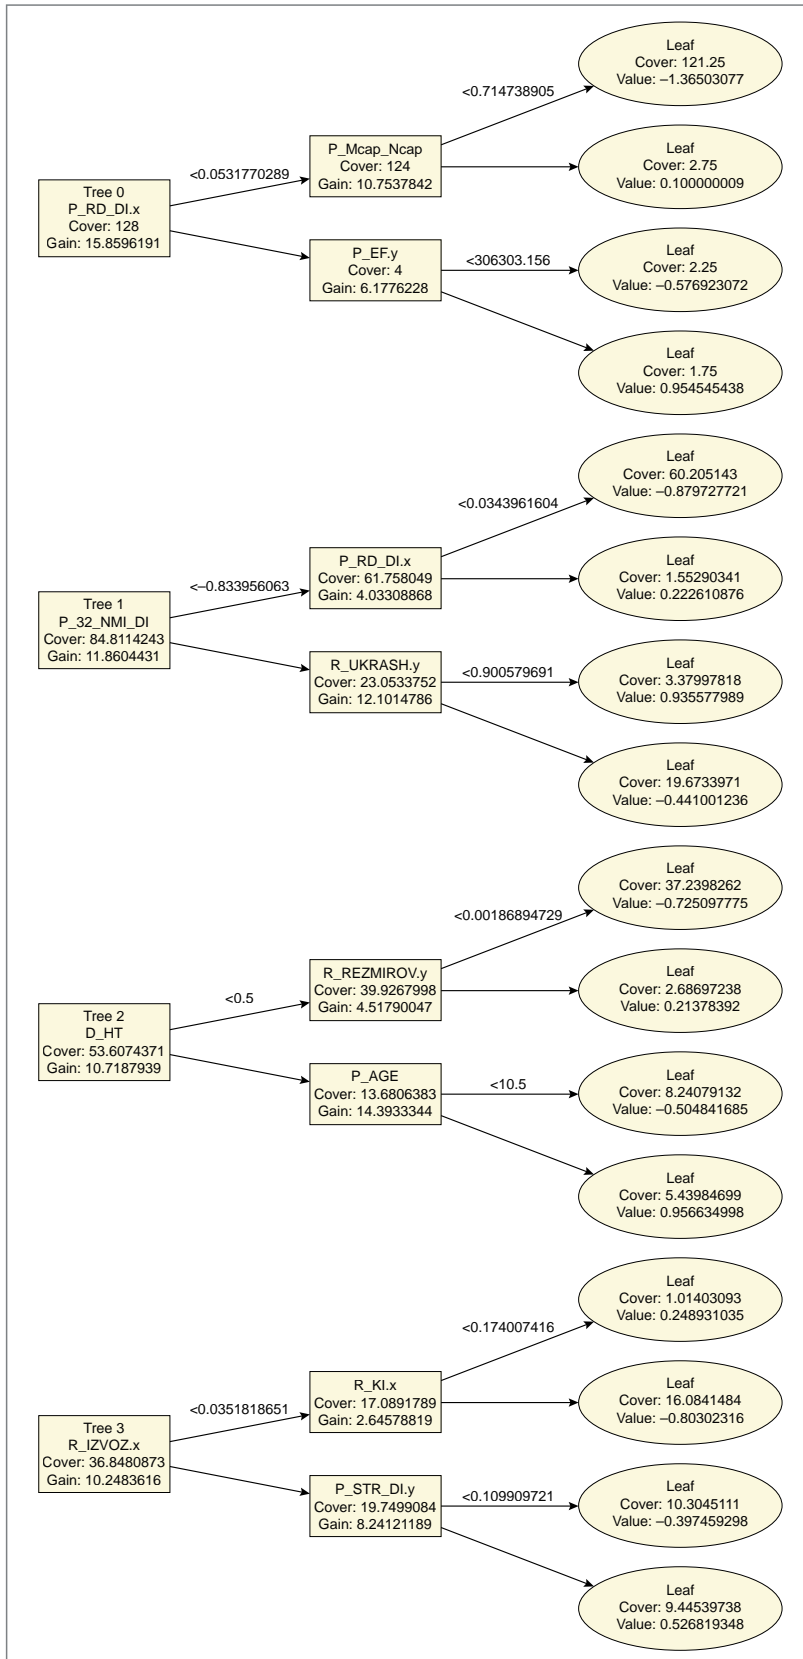 Leaf
Cover: 121.25
Value: –1.36503077
<0.714738905
P_Mcap_Ncap
Cover: 124
Gain: 10.7537842
Leaf
Cover: 2.75
Value: 0.100000009
<0.0531770289
Tree 0
P_RD_DI.x
Cover: 128
Gain: 15.8596191
P_EF.y
Cover: 4
Gain: 6.1776228
<306303.156
Leaf
Cover: 2.25
Value: –0.576923072
Leaf
Cover: 1.75
Value: 0.954545438
Leaf
Cover: 60.205143
Value: –0.879727721
<0.0343961604
P_RD_DI.x
Cover: 61.758049
Gain: 4.03308868
Leaf
Cover: 1.55290341
Value: 0.222610876
<–0.833956063
Tree 1
P_32_NMI_DI
Cover: 84.8114243
Gain: 11.8604431
R_UKRASH.y
Cover: 23.0533752
Gain: 12.1014786
<0.900579691
Leaf
Cover: 3.37997818
Value: 0.935577989
Leaf
Cover: 19.6733971
Value: –0.441001236
Leaf
Cover: 37.2398262
Value: –0.725097775
<0.00186894729
R_REZMIROV.y
Cover: 39.9267998
Gain: 4.51790047
Leaf
Cover: 2.68697238
Value: 0.21378392
<0.5
Tree 2
D_HT
Cover: 53.6074371
Gain: 10.7187939
P_AGE
Cover: 13.6806383
Gain: 14.3933344
<10.5
Leaf
Cover: 8.24079132
Value: –0.504841685
Leaf
Cover: 5.43984699
Value: 0.956634998
Leaf
Cover: 1.01403093
Value: 0.248931035
<0.174007416
R_KI.x
Cover: 17.0891789
Gain: 2.64578819
Leaf
Cover: 16.0841484
Value: –0.80302316
<0.0351818651
Tree 3
R_IZVOZ.x
Cover: 36.8480873
Gain: 10.2483616
P_STR_DI.y
Cover: 19.7499084
Gain: 8.24121189
<0.109909721
Leaf
Cover: 10.3045111
Value: –0.397459298
Leaf
Cover: 9.44539738
Value: 0.526819348